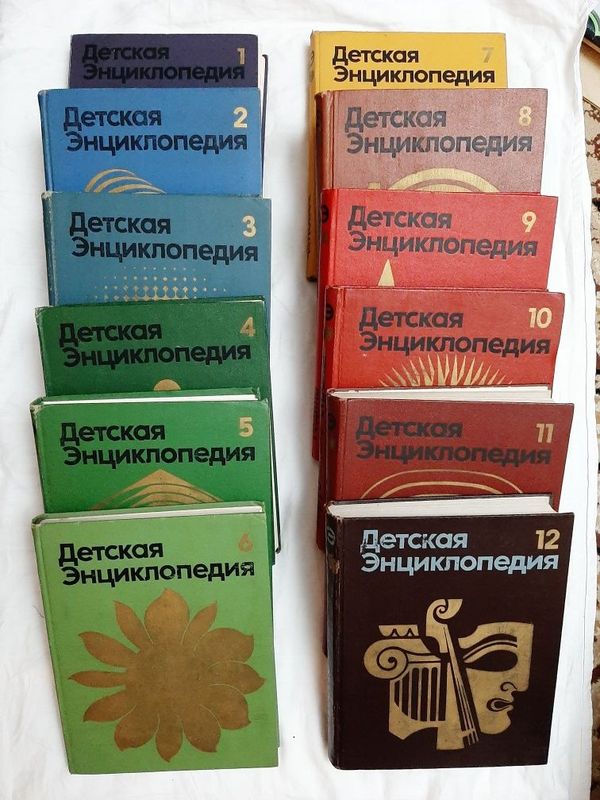 Детская 1
Энциклопедия
Детская 2
Энциклопедия
Детская 3
Энциклопедия
Детская 4
Энциклопедия
Детская 5
Энциклопедия
Детская 6
Энциклопедия
Детская 7
Энциклопедия
Детская 8
Энциклопедия
Детская 9
Энциклопедия
Детская 10
Энциклопедия
Детская 11
Энциклопедия
Детская 12
Энциклопедия